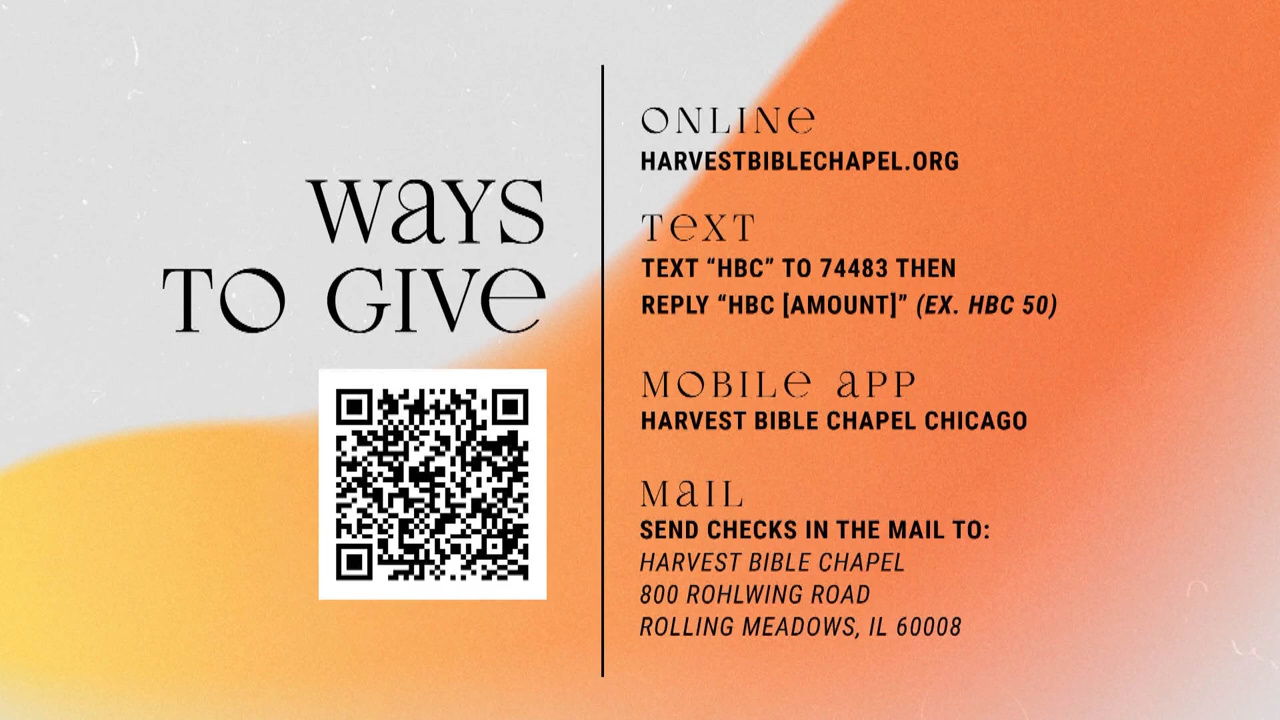 WaYS
TO GIVe
ONLINe
HARVESTBIBLECHAPEL.ORG
TeXT
TEXT “HBC” TO 74483 THEN
REPLY “HBC [AMOUNT]” (EX. HBC 50)
MOBILe aPP
HARVEST BIBLE CHAPEL CHICAGO
MaIL
SEND CHECKS IN THE MAIL TO:
HARVEST BIBLE CHAPEL
800 ROHLWING ROAD
ROLLING MEADOWS, IL 60008